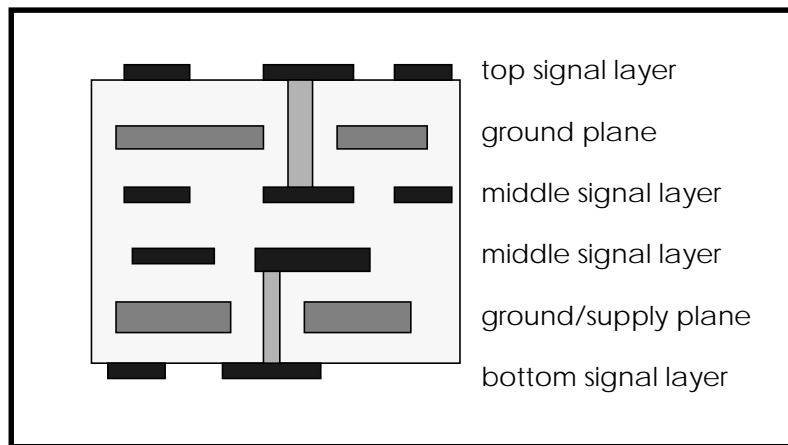 top signal layer
ground plane
middle signal layer
middle signal layer
ground/supply plane
bottom signal layer